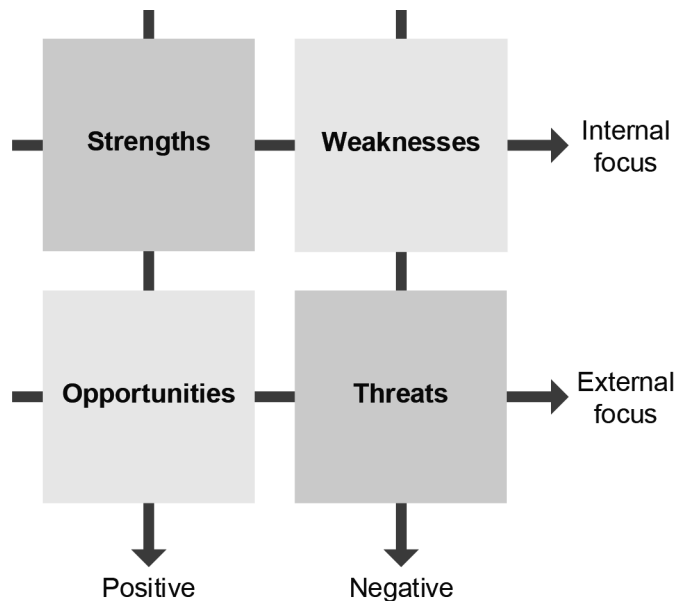 Strengths
Weaknesses
Internal
focus
Opportunities
Threats
External
focus
Positive
Negative